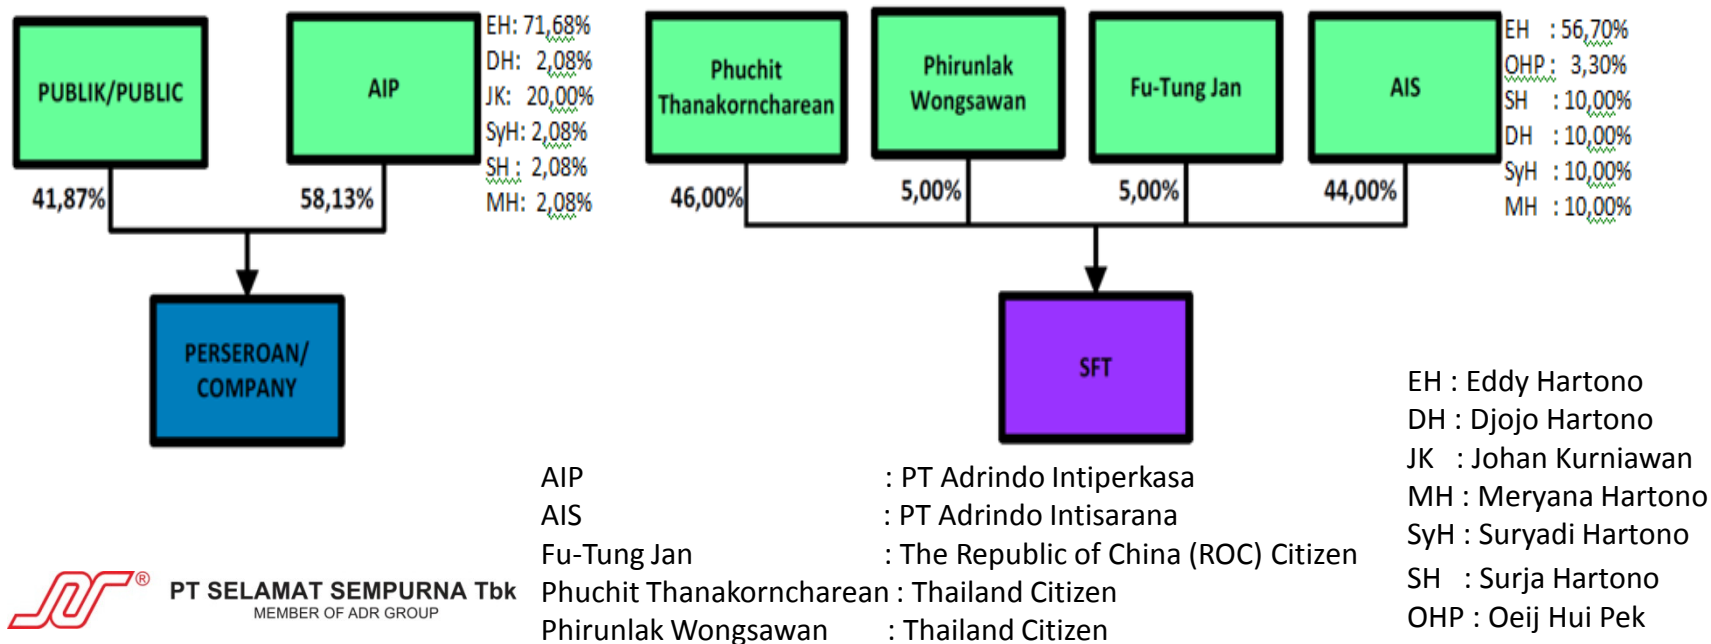 PUBLIK/PUBLIC
AIP
EH: 71,68%
DH: 2,08%
JK: 20,00%
SyH: 2,08%
SH : 2,08%
MH: 2,08%
41,87%
58,13%
PERSEROAN/
COMPANY
Phuchit
Thanakorncharean
Phirunlak
Wongsawan
Fu-Tung Jan
AIS
EH : 56,70%
OHP : 3,30%
SH : 10,00%
DH : 10,00%
SyH : 10,00%
MH : 10,00%
46,00%
5,00%
5,00%
44,00%
SFT
EH : Eddy Hartono
DH : Djojo Hartono
JK : Johan Kurniawan
MH : Meryana Hartono
SyH : Suryadi Hartono
SH : Surja Hartono
OHP : Oeij Hui Pek
AIP : PT Adrindo Intiperkasa
AIS : PT Adrindo Intisarana
Fu-Tung Jan : The Republic of China (ROC) Citizen
Phuchit Thanakorncharean : Thailand Citizen
Phirunlak Wongsawan : Thailand Citizen
®
PT SELAMAT SEMPURNA Tbk
MEMBER OF ADR GROUP